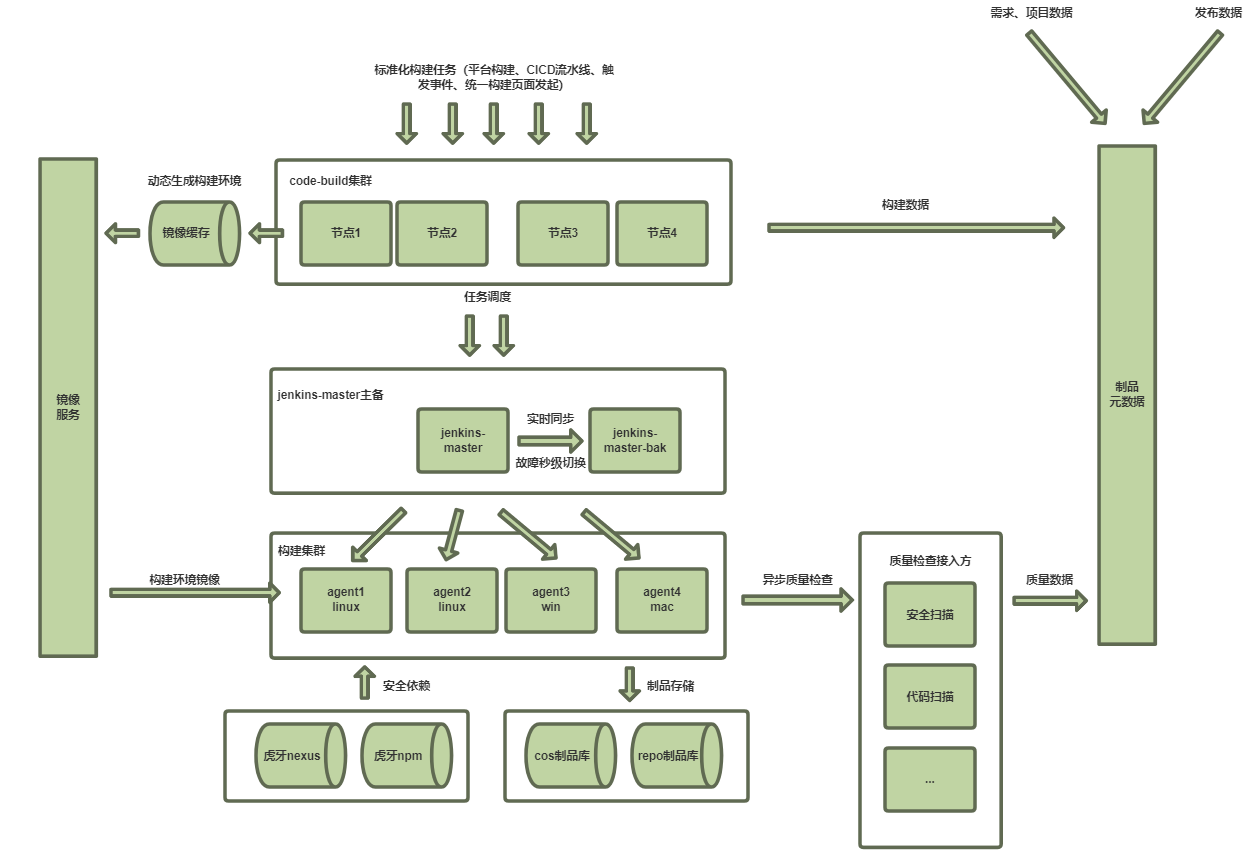 需求、项目数据
发布数据
标准化构建任务（平台构建、CICD流水线、触
发事件、统一构建页面发起)
动态生成构建环境
code-build集群
镜像缓存
节点1
节点2
节点3
节点4
构建数据
任务调度
镜像
服务
制品
元数据
jenkins-master主备
jenkins-
master
实时同步
故障秒级切换
jenkins-
master-bak
构建集群
构建环境镜像
agent1
linux
agent2
linux
agent3
win
agent4
mac
异步质量检查
质量检查接入方
安全扫描
代码扫描
...
质量数据
安全依赖
制品存储
虎牙nexus
虎牙npm
cos制品库
repo制品库